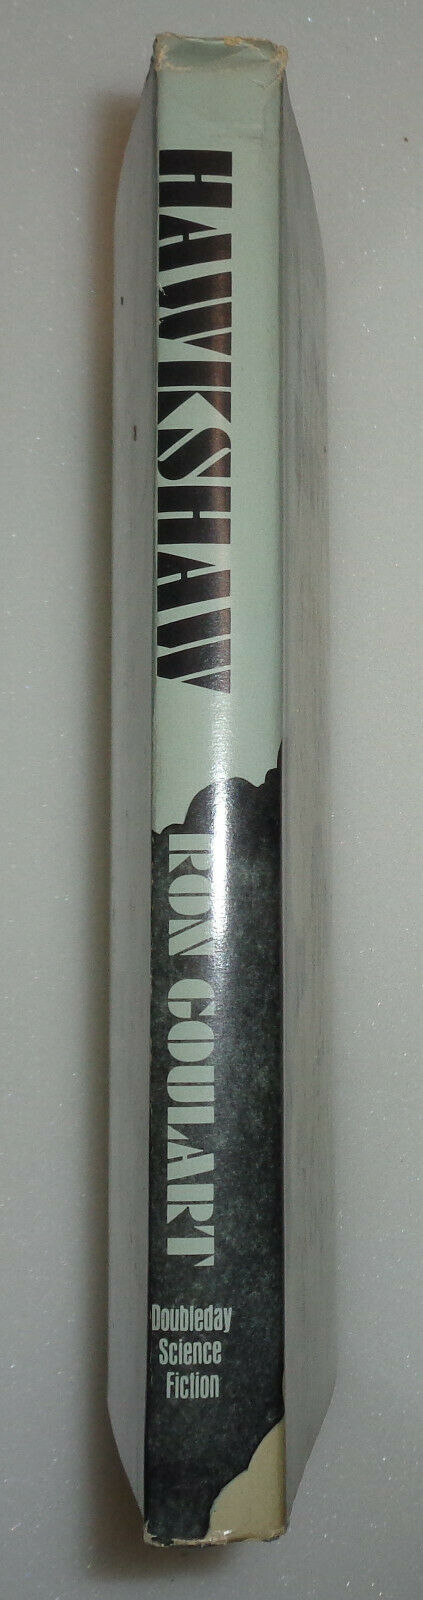 HAWKSHAW
RON GOULART
Doubleday
Science
Fiction